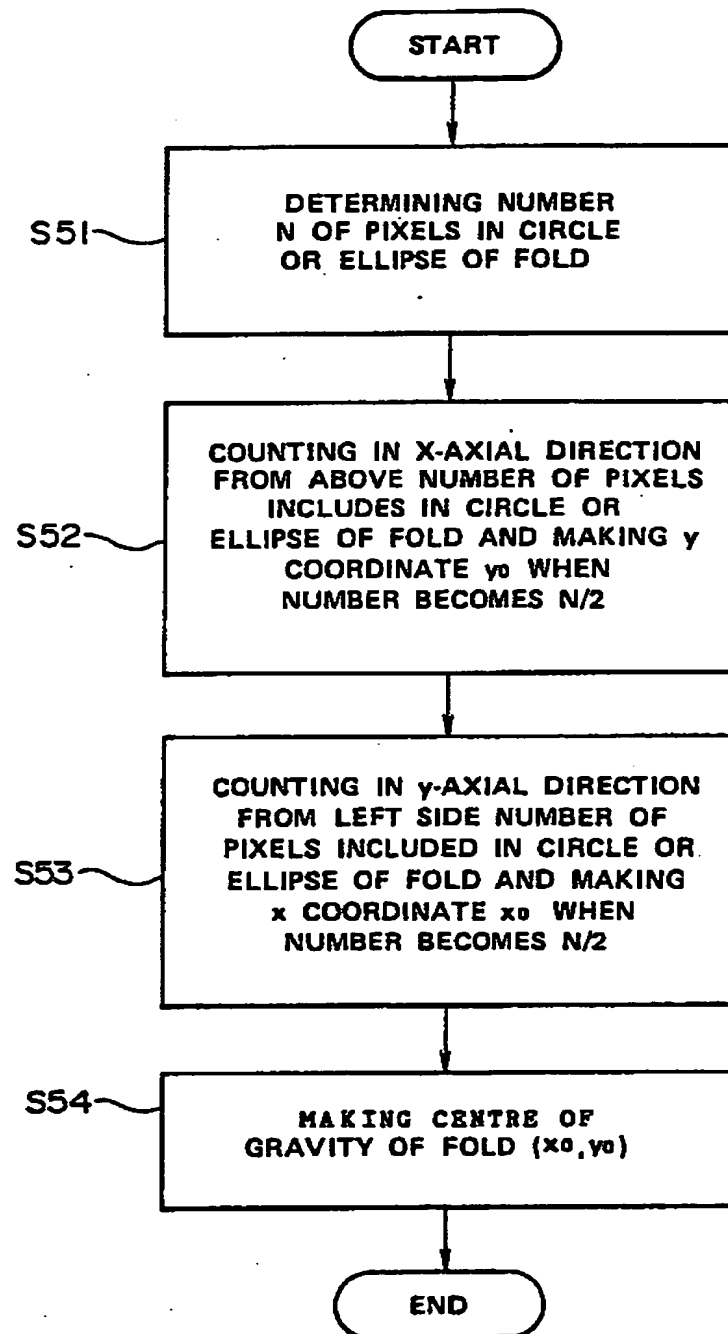 START
S51
DETERMINING NUMBER
N OF PIXELS IN CIRCLE
OR ELLIPSE OF FOLD
S52
COUNTING IN X-AXIAL DIRECTION
FROM ABOVE NUMBER OF PIXELS
INCLUDES IN CIRCLE OR
ELLIPSE OF FOLD AND MAKING y
COORDINATE y0 WHEN
NUMBER BECOMES N/2
S53
COUNTING IN y-AXIAL DIRECTION
FROM LEFT SIDE NUMBER OF
PIXELS INCLUDED IN CIRCLE OR
ELLIPSE OF FOLD AND MAKING
x COORDINATE x0 WHEN
NUMBER BECOMES N/2
S54
MAKING CENTRE OF
GRAVITY OF FOLD (x0,y0)
END